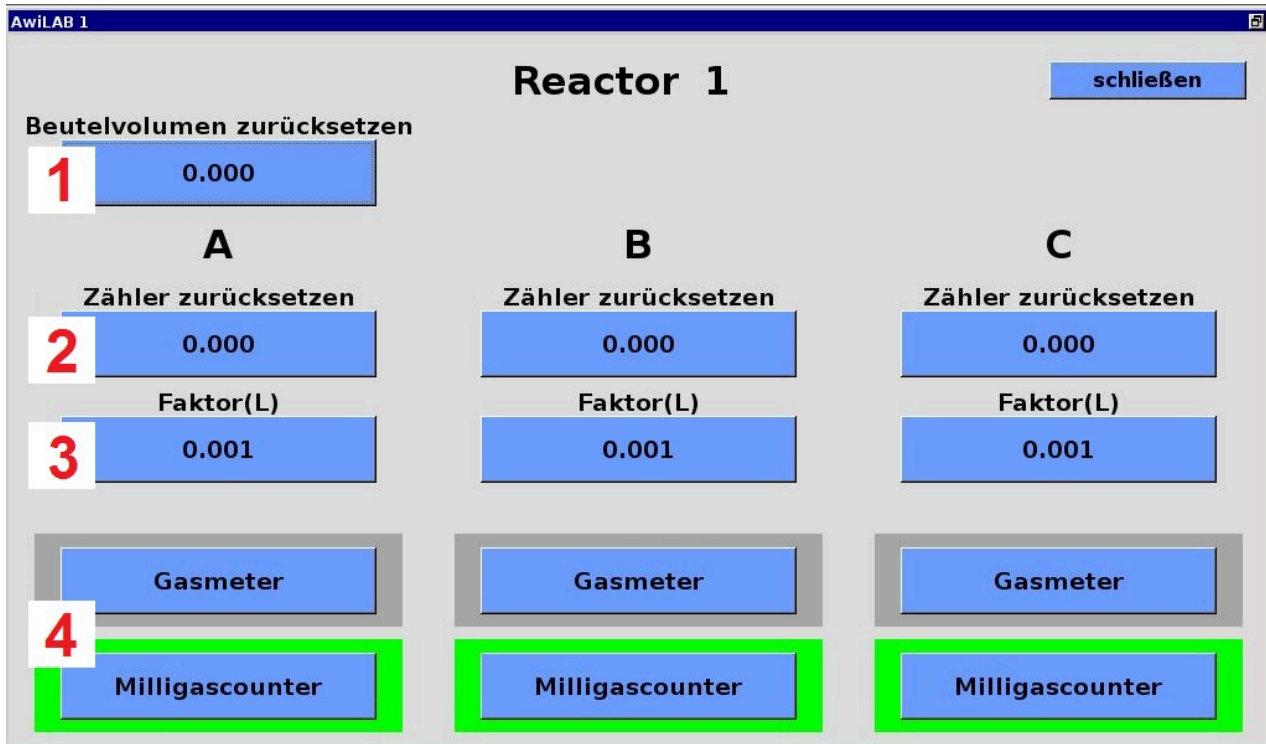 AwiLAB 1
Reactor 1
schließen
Beutelvolumen zurücksetzen
1 0.000
A B C
Zähler zurücksetzen Zähler zurücksetzen Zähler zurücksetzen
2 0.000 0.000 0.000
Faktor(L) Faktor(L) Faktor(L)
3 0.001 0.001 0.001
Gasmeter Gasmeter Gasmeter
4
Milligascounter Milligascounter Milligascounter